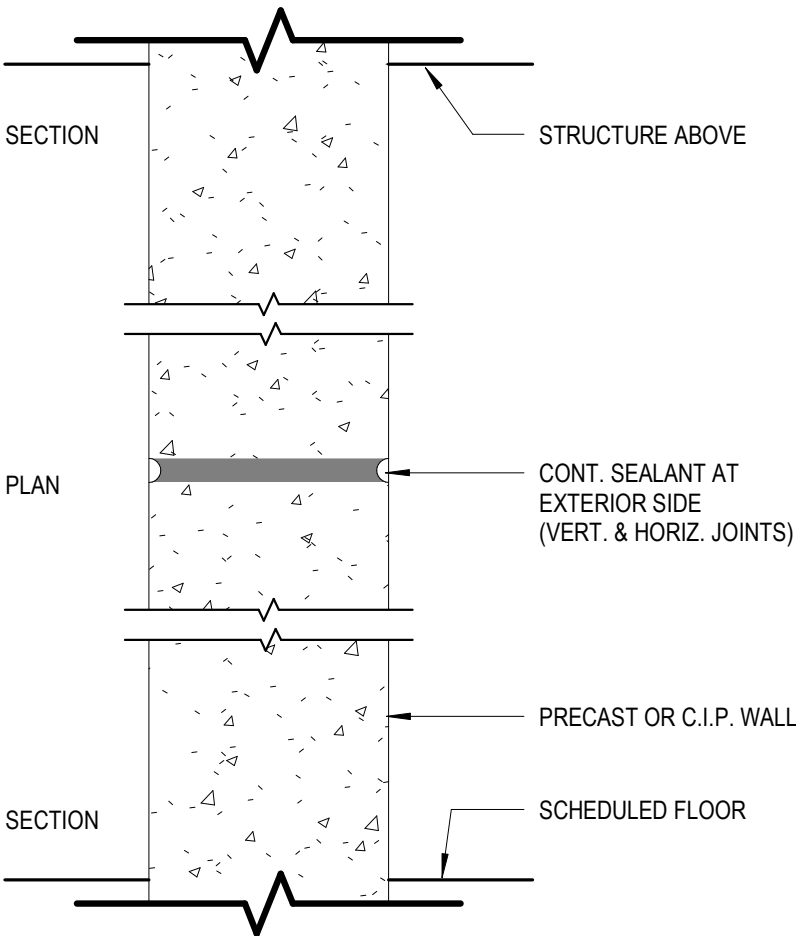 SECTION
STRUCTURE ABOVE
PLAN
CONT. SEALANT AT
EXTERIOR SIDE
(VERT. & HORIZ. JOINTS)
PRECAST OR C.I.P. WALL
SECTION
SCHEDULED FLOOR